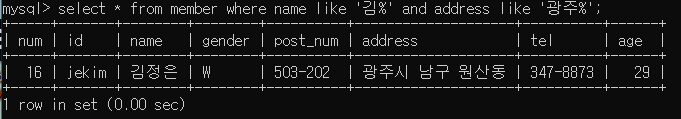 mysql> select * from member where name like '김%' and address like '광주%';
+-----+-------+--------+--------+----------+----------------------+----------+------+
| num | id | name | gender | post_num | address | tel | age |
+-----+-------+--------+--------+----------+----------------------+----------+------+
| 16 | jekim | 김정은 | W | 503-202 | 광주시 남구 원산동 | 347-8873 | 29 |
+-----+-------+--------+--------+----------+----------------------+----------+------+
1 row in set (0.00 sec)